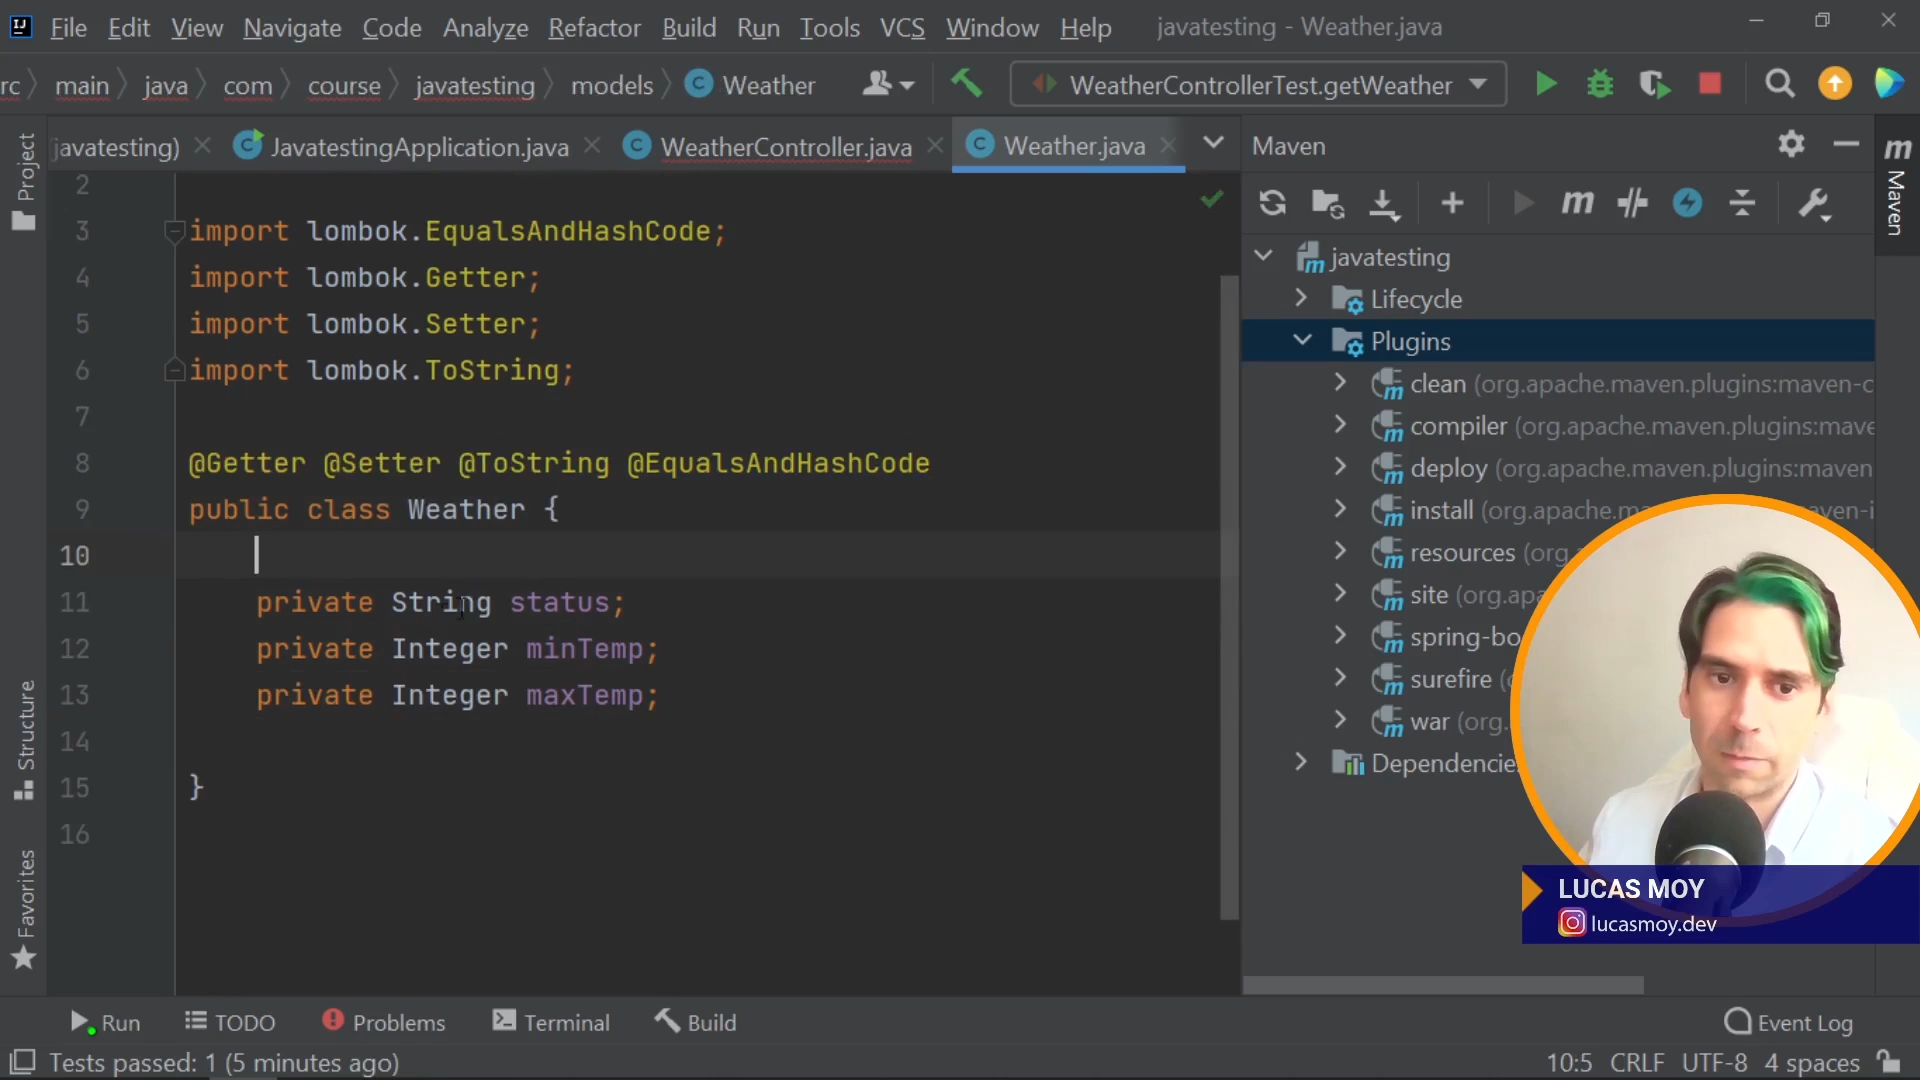 File Edit View Navigate Code Analyze Refactor Build Run Tools VCS Window Help javatesting - Weather.java
rc main java com course javatesting models Weather WeatherControllerTest.getWeather
javatesting) JavatestingApplication.java WeatherController.java Weather.java Maven
Project
Structure
Favorites
Maven
2
3 import lombok.EqualsAndHashCode;
4 import lombok.Getter;
5 import lombok.Setter;
6 import lombok.ToString;
7
8 @Getter @Setter @ToString @EqualsAndHashCode
9 public class Weather {
10
11 private String status;
12 private Integer minTemp;
13 private Integer maxTemp;
14
15 }
16
javatesting
Lifecycle
Plugins
clean (org.apache.maven.plugins:maven-c
compiler (org.apache.maven.plugins:mave
deploy (org.apache.maven.plugins:maven
install (org.apache.maven-i
resources (org
site (org.apa
spring-bo
surefire (
war (org.
Dependencie
LUCAS MOY
lucasmoy.dev
Run TODO Problems Terminal Build Event Log
Tests passed: 1 (5 minutes ago) 10:5 CRLF UTF-8 4 spaces